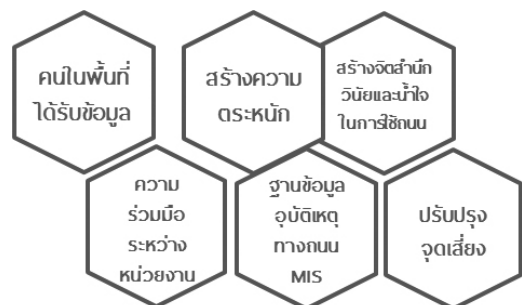 คนในพื้นที่
ได้รับข้อมูล
สร้างความ
ตระหนัก
สร้างจิตสำนึก
วินัยและน้ำใจ
ในการใช้ถนน
ความ
ร่วมมือ
ระหว่าง
หน่วยงาน
ฐานข้อมูล
อุบัติเหตุ
ทางถนน
MIS
ปรับปรุง
จุดเสี่ยง